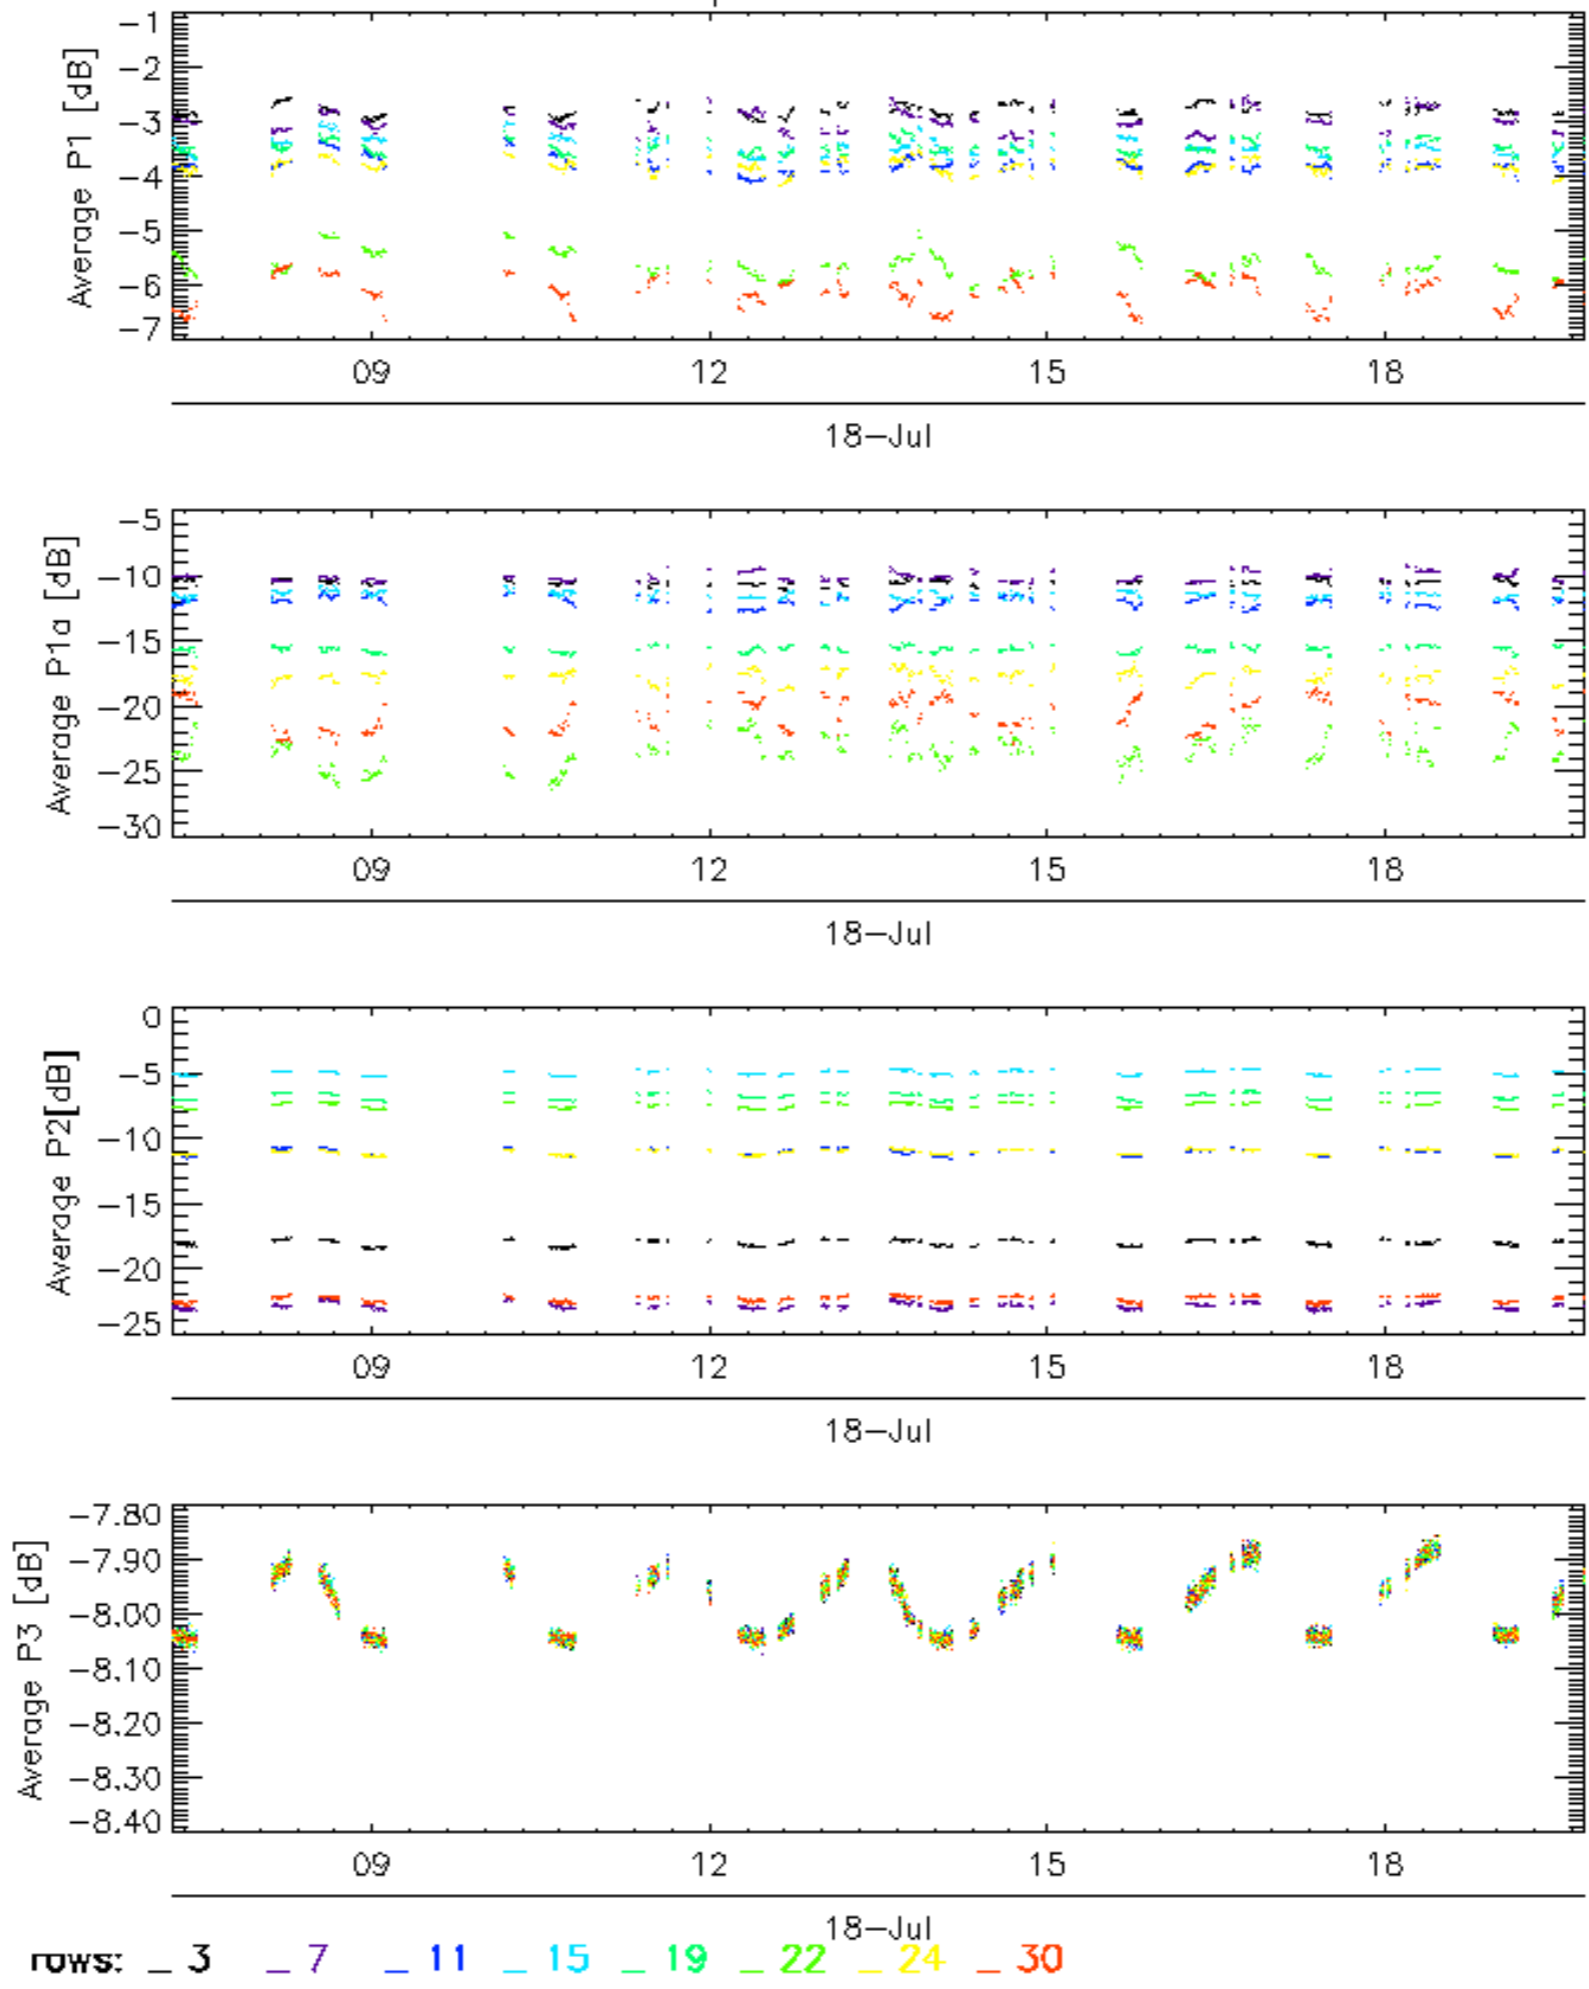 -1
-2
-3
-4
-5
-6
-7
Average P1 [dB]
09 12 15 18
18-Jul
-5
-10
-15
-20
-25
-30
Average P1a [dB]
09 12 15 18
18-Jul
0
-5
-10
-15
-20
-25
Average P2[dB]
09 12 15 18
18-Jul
-7.80
-7.90
-8.00
-8.10
-8.20
-8.30
-8.40
Average P3 [dB]
09 12 15 18
18-Jul
rows: _ 3 _ 7 _ 11 _ 15 _ 19 _ 22 _ 24 _ 30